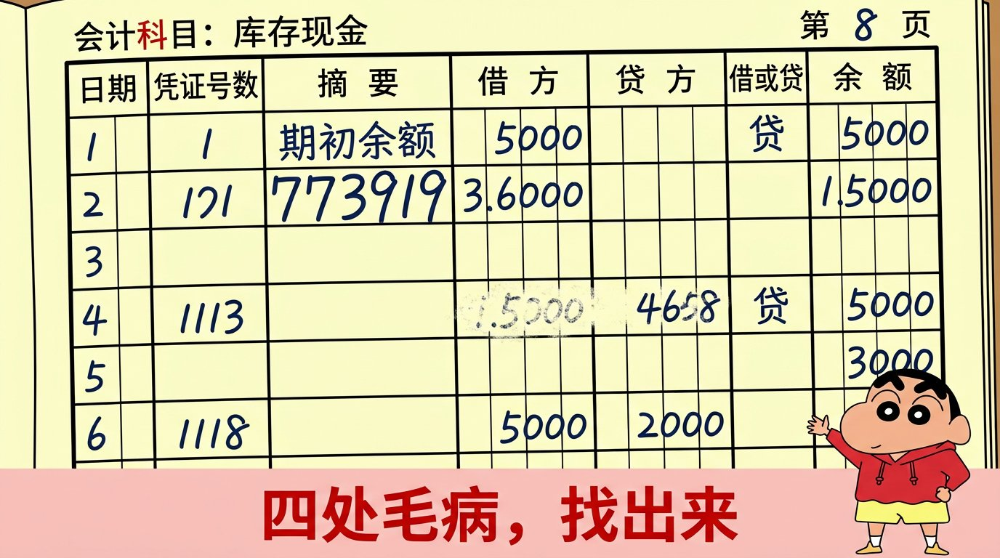 会计科目：库存现金 第 8 页
日期 凭证号数 摘要 借方 贷方 借或贷 余额
1 1 期初余额 5000 贷 5000
2 773919 3.6000 1.5000
3
4 1113 4658 贷 5000
5 3000
6 1118 5000 2000
四处毛病，找出来